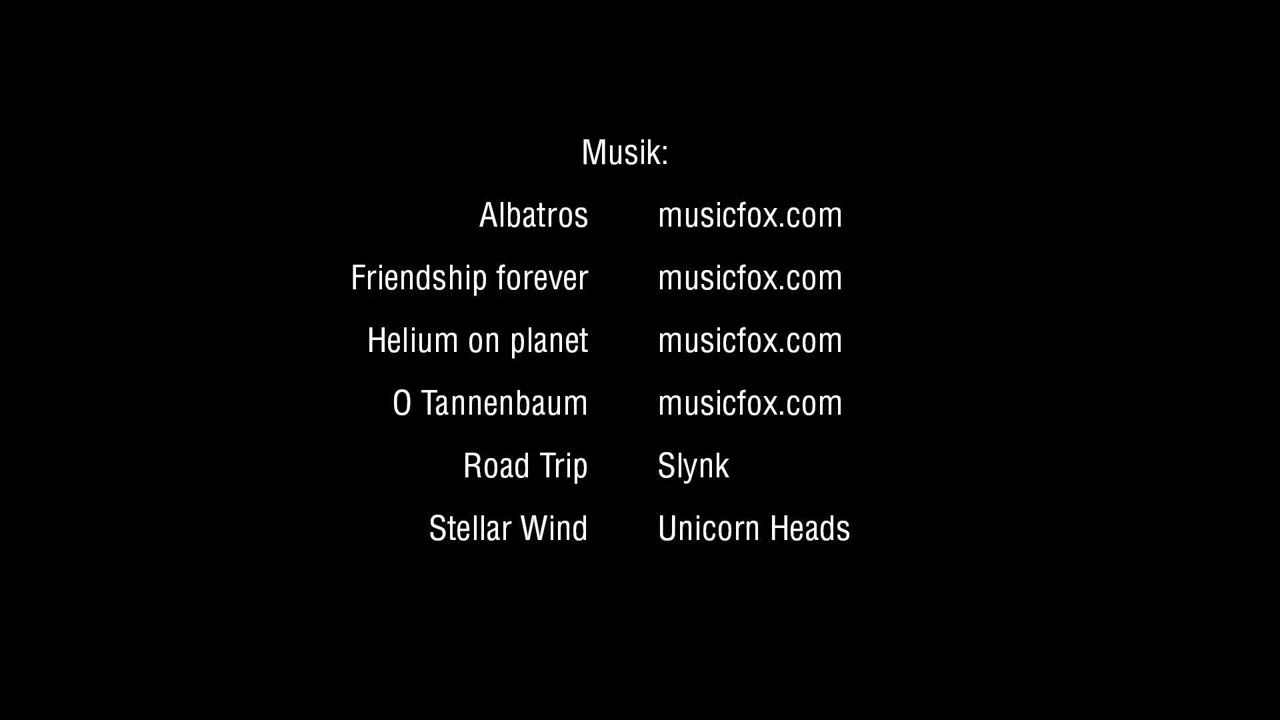 Musik:
Albatros musicfox.com
Friendship forever musicfox.com
Helium on planet musicfox.com
O Tannenbaum musicfox.com
Road Trip Slynk
Stellar Wind Unicorn Heads